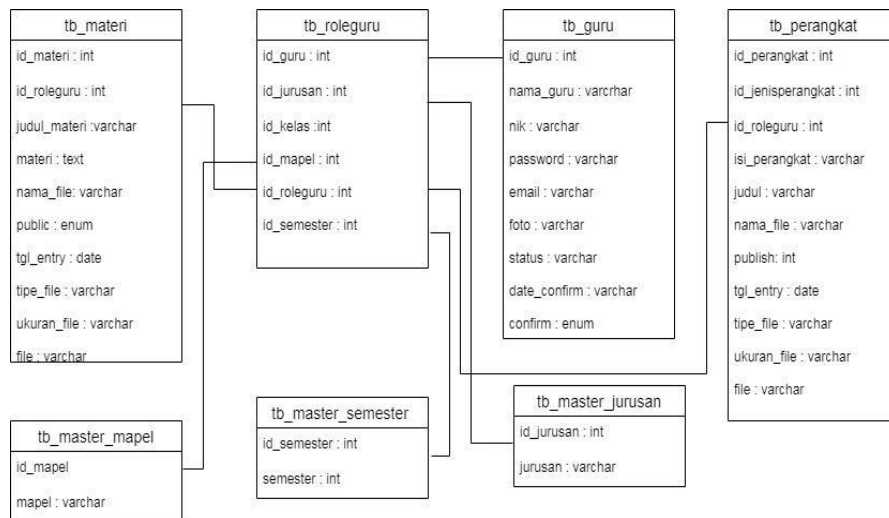 tb_materi
id_materi : int
id_roleguru : int
judul_materi :varchar
materi : text
nama_file: varchar
public : enum
tgl_entry : date
tipe_file : varchar
ukuran_file : varchar
file : varchar
tb_roleguru
id_guru : int
id_jurusan : int
id_kelas :int
id_mapel : int
id_roleguru : int
id_semester : int
tb_guru
id_guru : int
nama_guru : varcrhar
nik : varchar
password : varchar
email : varchar
foto : varchar
status : varchar
date_confirm : varchar
confirm : enum
tb_perangkat
id_perangkat : int
id_jenisperangkat : int
id_roleguru : int
isi_perangkat : varchar
judul : varchar
nama_file : varchar
publish: int
tgl_entry : date
tipe_file : varchar
ukuran_file : varchar
file : varchar
tb_master_mapel
id_mapel
mapel : varchar
tb_master_semester
id_semester : int
semester : int
tb_master_jurusan
id_jurusan : int
jurusan : varchar